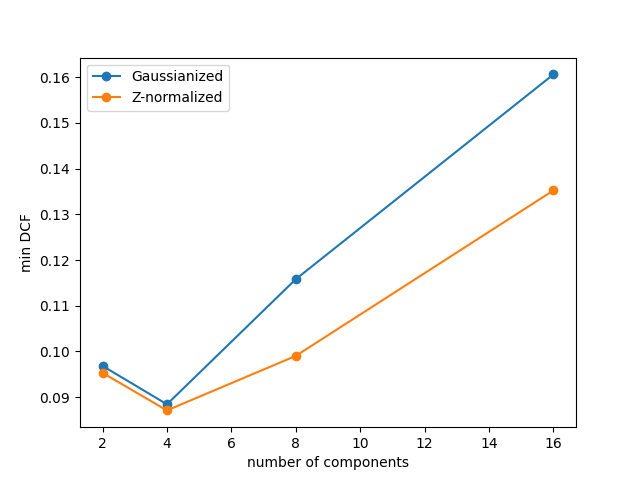 Gaussianized
Z-normalized
0.16
0.15
0.14
0.13
0.12
0.11
0.10
0.09
min DCF
2 4 6 8 10 12 14 16
number of components